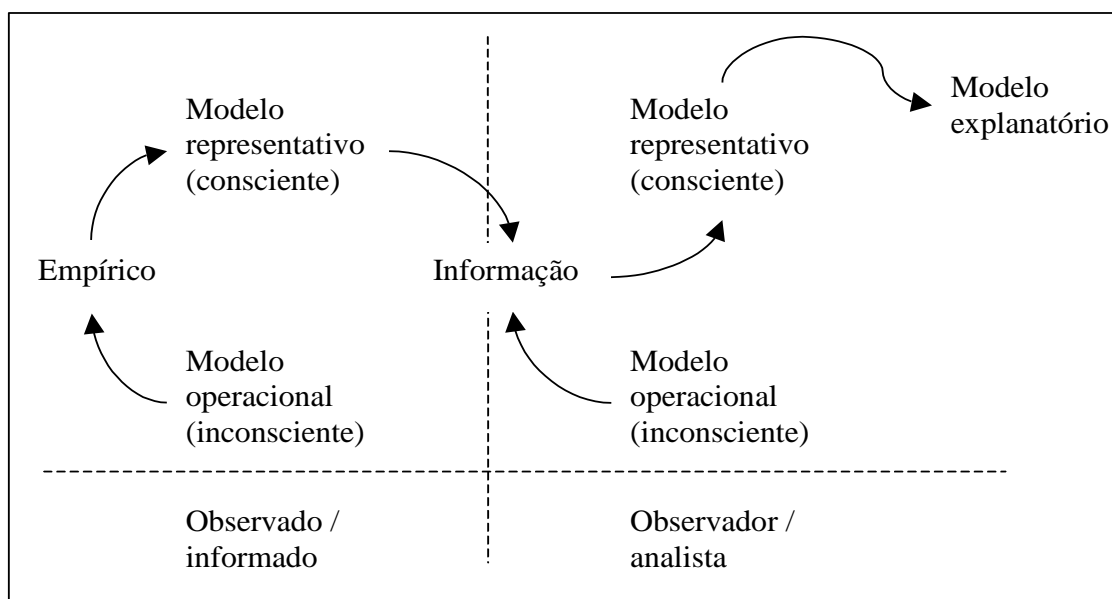 Modelo
representativo
(consciente)
Modelo
representativo
(consciente)
Modelo
explanatório
Empírico
Informação
Modelo
operacional
(inconsciente)
Modelo
operacional
(inconsciente)
Observado /
informado
Observador /
analista